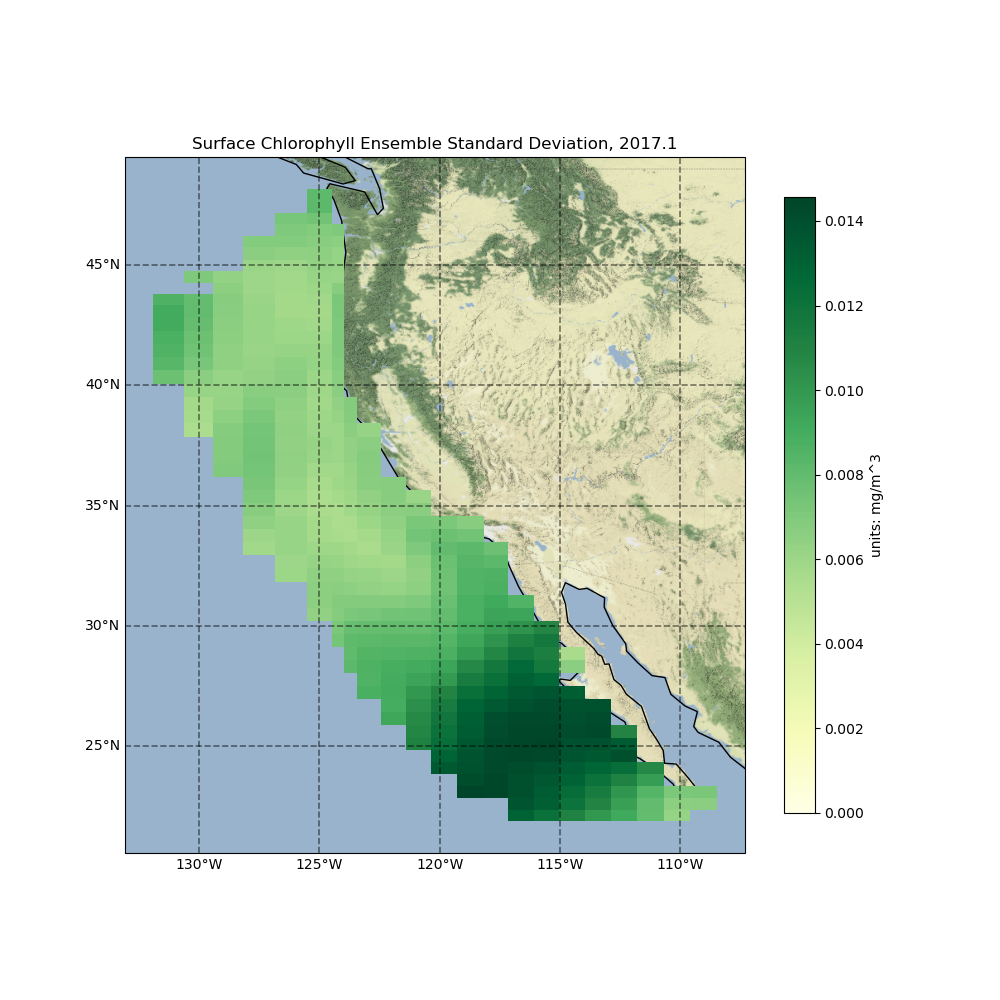 Surface Chlorophyll Ensemble Standard Deviation, 2017.1
45°N
40°N
35°N
30°N
25°N
130°W
125°W
120°W
115°W
110°W
0.014
0.012
0.010
0.008
0.006
0.004
0.002
0.000
units: mg/m^3